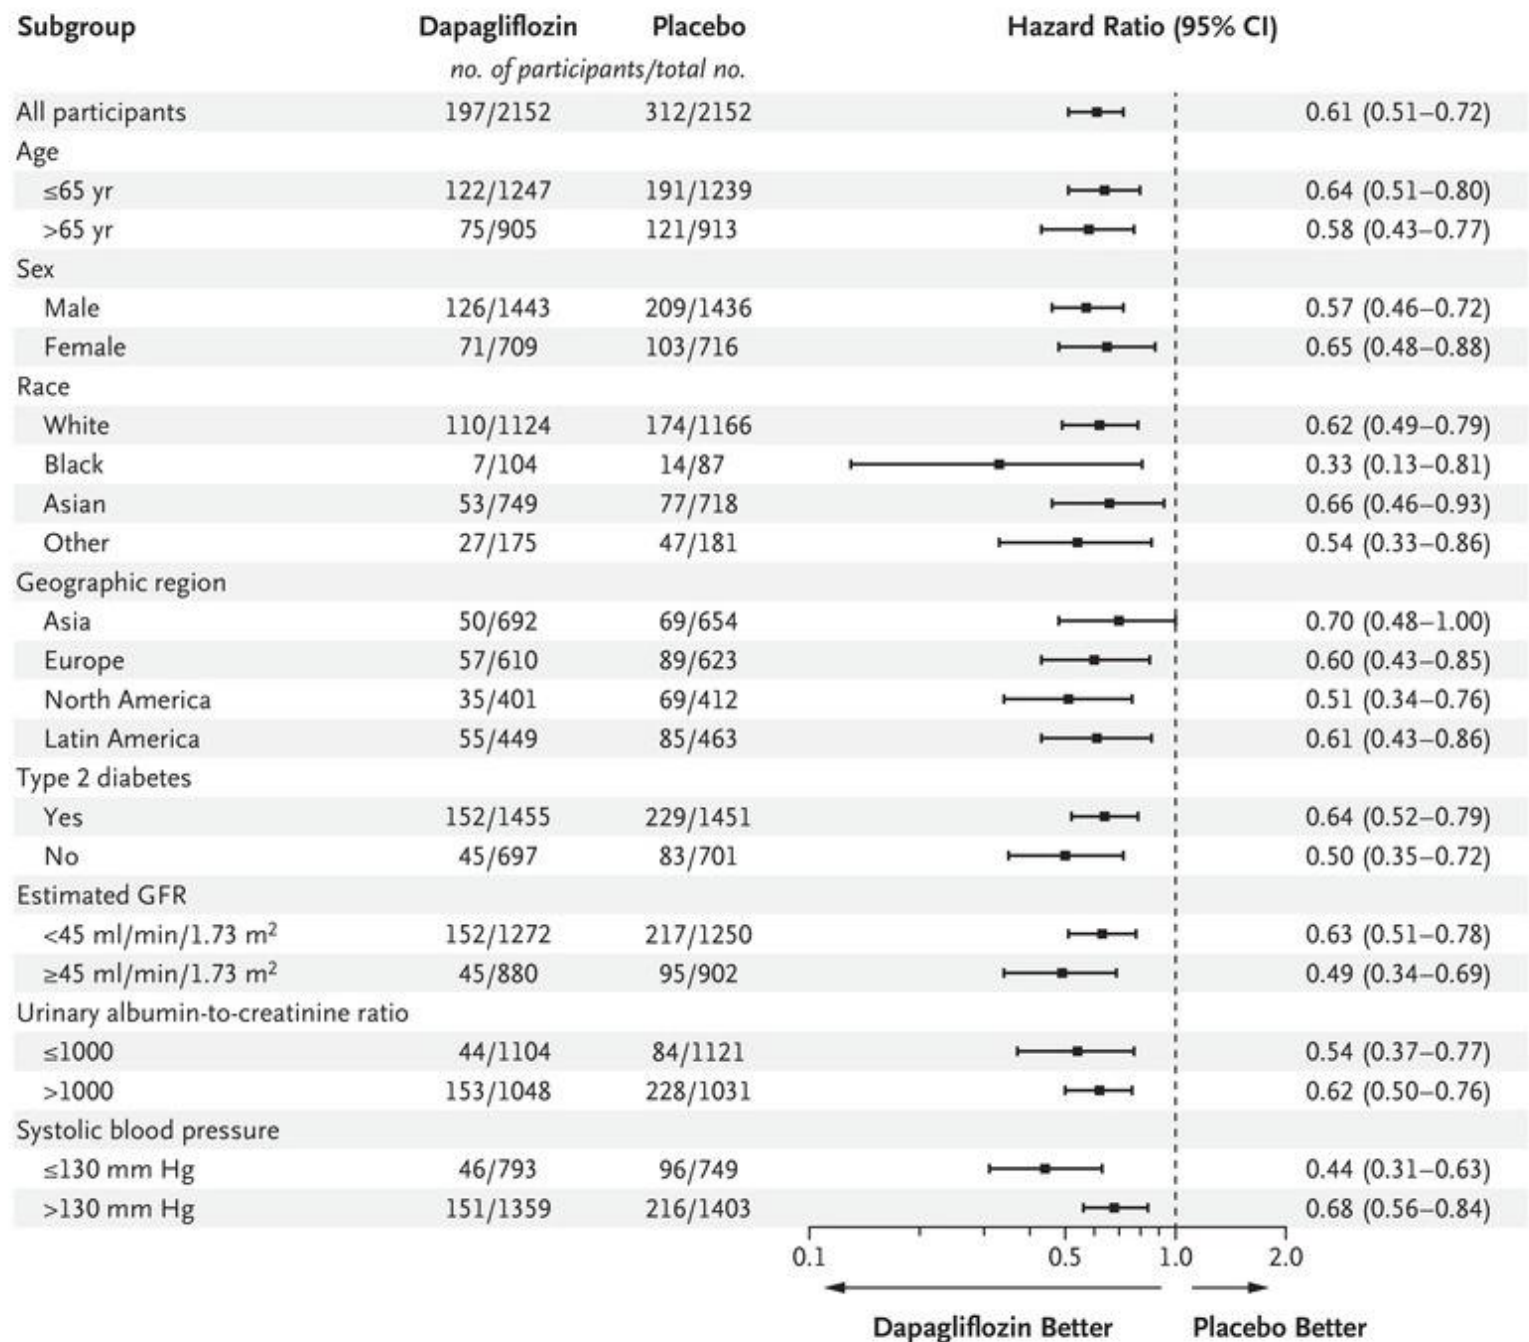 Subgroup Dapagliflozin Placebo Hazard Ratio (95% CI)
no. of participants/total no.
All participants 197/2152 312/2152 0.61 (0.51–0.72)
Age
≤65 yr 122/1247 191/1239 0.64 (0.51–0.80)
>65 yr 75/905 121/913 0.58 (0.43–0.77)
Sex
Male 126/1443 209/1436 0.57 (0.46–0.72)
Female 71/709 103/716 0.65 (0.48–0.88)
Race
White 110/1124 174/1166 0.62 (0.49–0.79)
Black 7/104 14/87 0.33 (0.13–0.81)
Asian 53/749 77/718 0.66 (0.46–0.93)
Other 27/175 47/181 0.54 (0.33–0.86)
Geographic region
Asia 50/692 69/654 0.70 (0.48–1.00)
Europe 57/610 89/623 0.60 (0.43–0.85)
North America 35/401 69/412 0.51 (0.34–0.76)
Latin America 55/449 85/463 0.61 (0.43–0.86)
Type 2 diabetes
Yes 152/1455 229/1451 0.64 (0.52–0.79)
No 45/697 83/701 0.50 (0.35–0.72)
Estimated GFR
<45 ml/min/1.73 m² 152/1272 217/1250 0.63 (0.51–0.78)
≥45 ml/min/1.73 m² 45/880 95/902 0.49 (0.34–0.69)
Urinary albumin-to-creatinine ratio
≤1000 44/1104 84/1121 0.54 (0.37–0.77)
>1000 153/1048 228/1031 0.62 (0.50–0.76)
Systolic blood pressure
≤130 mm Hg 46/793 96/749 0.44 (0.31–0.63)
>130 mm Hg 151/1359 216/1403 0.68 (0.56–0.84)
0.1 0.5 1.0 2.0
Dapagliflozin Better Placebo Better